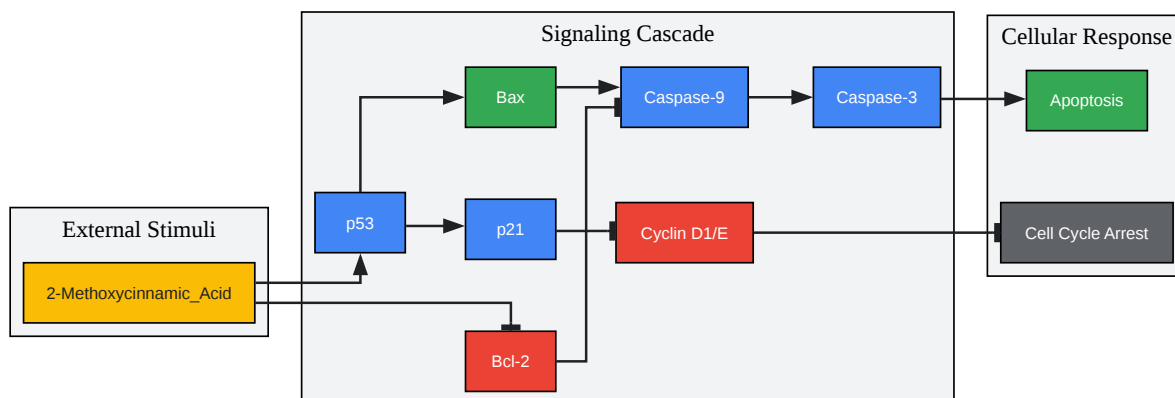 Signaling Cascade
Cellular Response
Bax
Caspase-9
Caspase-3
Apoptosis
External Stimuli
p53
p21
Cyclin D1/E
Cell Cycle Arrest
2-Methoxycinnamic_Acid
Bcl-2